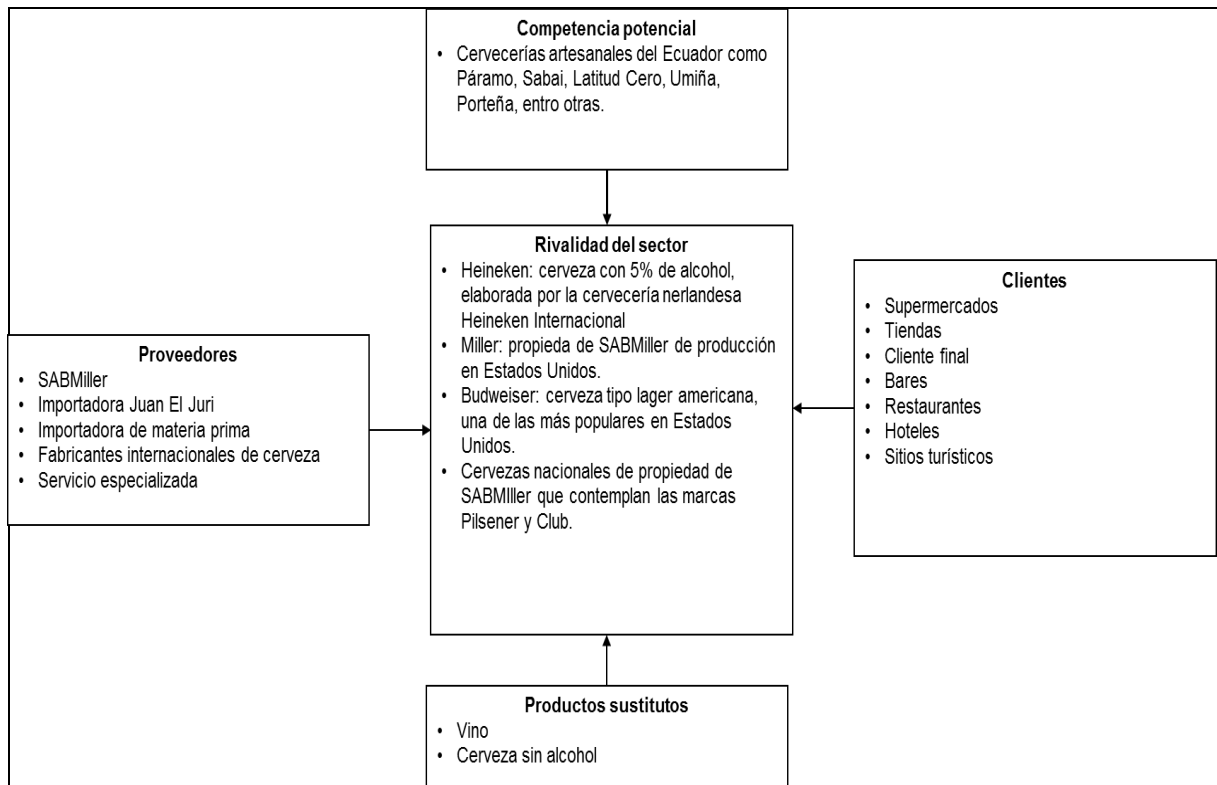 Competencia potencial
• Cervecerías artesanales del Ecuador como
Páramo, Sabai, Latitud Cero, Umiña,
Porteña, entro otras.
Rivalidad del sector
• Heineken: cerveza con 5% de alcohol,
elaborada por la cervecería nerlandesa
Heineken Internacional
• Miller: propieda de SABMiller de producción
en Estados Unidos.
• Budweiser: cerveza tipo lager americana,
una de las más populares en Estados
Unidos.
• Cervezas nacionales de propiedad de
SABMIller que contemplan las marcas
Pilsener y Club.
Proveedores
• SABMiller
• Importadora Juan El Juri
• Importadora de materia prima
• Fabricantes internacionales de cerveza
• Servicio especializada
Clientes
• Supermercados
• Tiendas
• Cliente final
• Bares
• Restaurantes
• Hoteles
• Sitios turísticos
Productos sustitutos
• Vino
• Cerveza sin alcohol